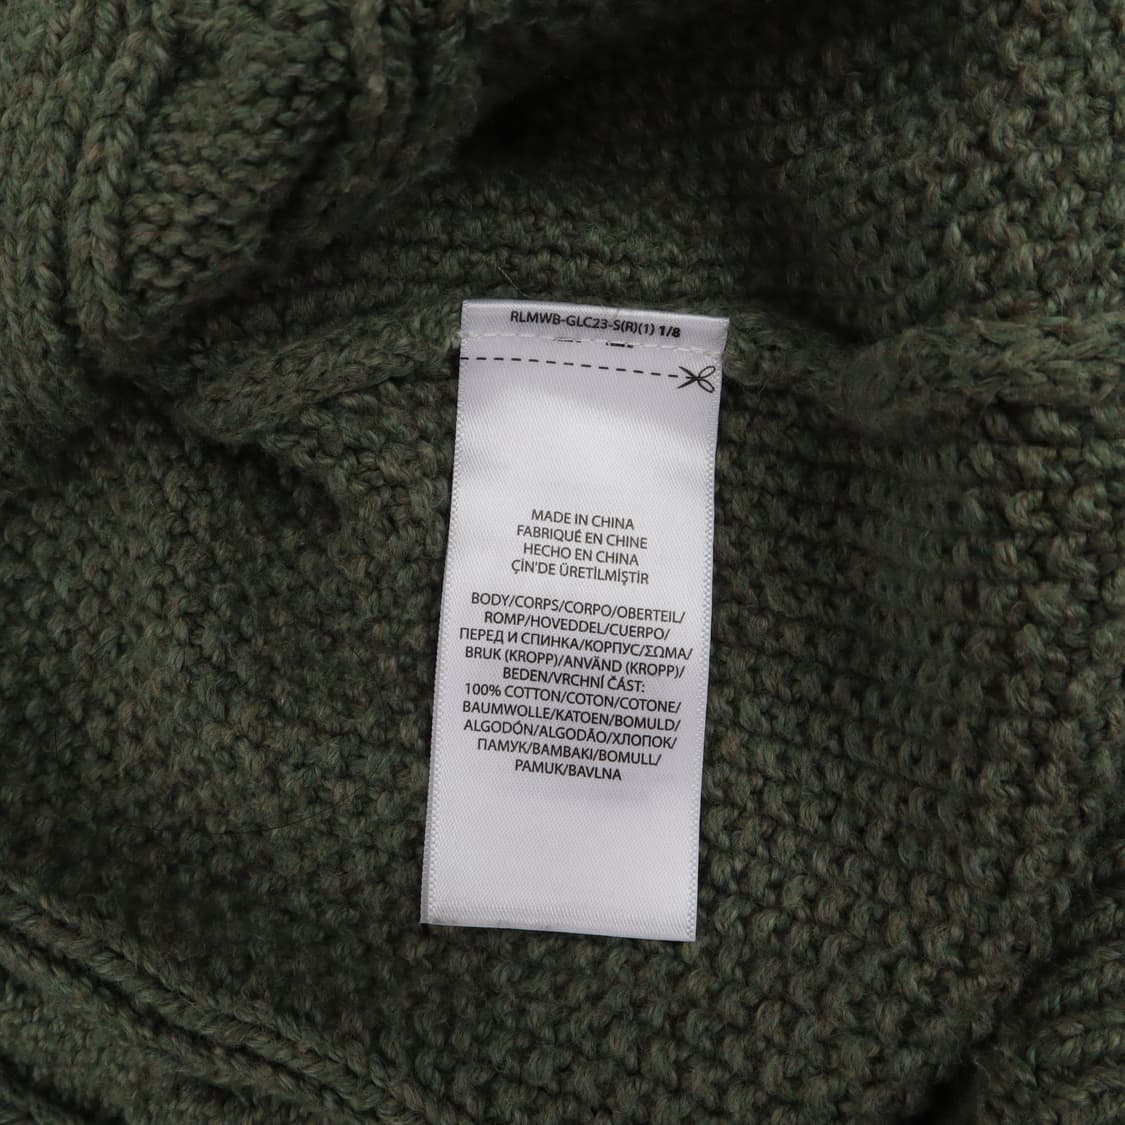 RLMWB-GLC23-S(R)(1) 1/8
MADE IN CHINA
FABRIQUÉ EN CHINE
HECHO EN CHINA
ÇİN'DE ÜRETİLMİŞTİR
BODY/CORPS/CORPO/OBERTEIL/
ROMP/HOVEDDEL/CUERPO/
ПЕРЕД И СПИНКА/КОРПУС/ΣΩΜΑ/
BRUK (KROPP)/ANVÄND (KROPP)/
BEDEN/VRCHNÍ ČÁST:
100% COTTON/COTON/COTONE/
BAUMWOLLE/KATOEN/BOMULD/
ALGODÓN/ALGODÃO/ХЛОПОК/
ПАМУК/BAMBAKI/BOMULL/
PAMUK/BAVLNA